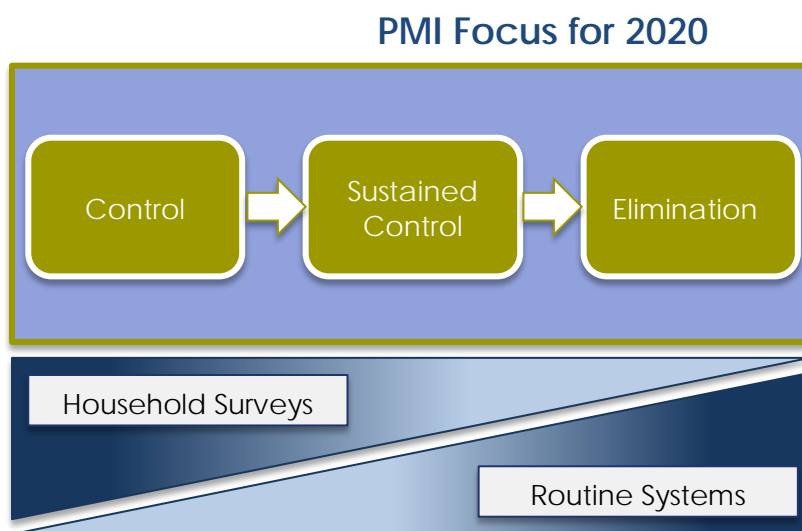 PMI Focus for 2020
Control
Sustained
Control
Elimination
Household Surveys
Routine Systems